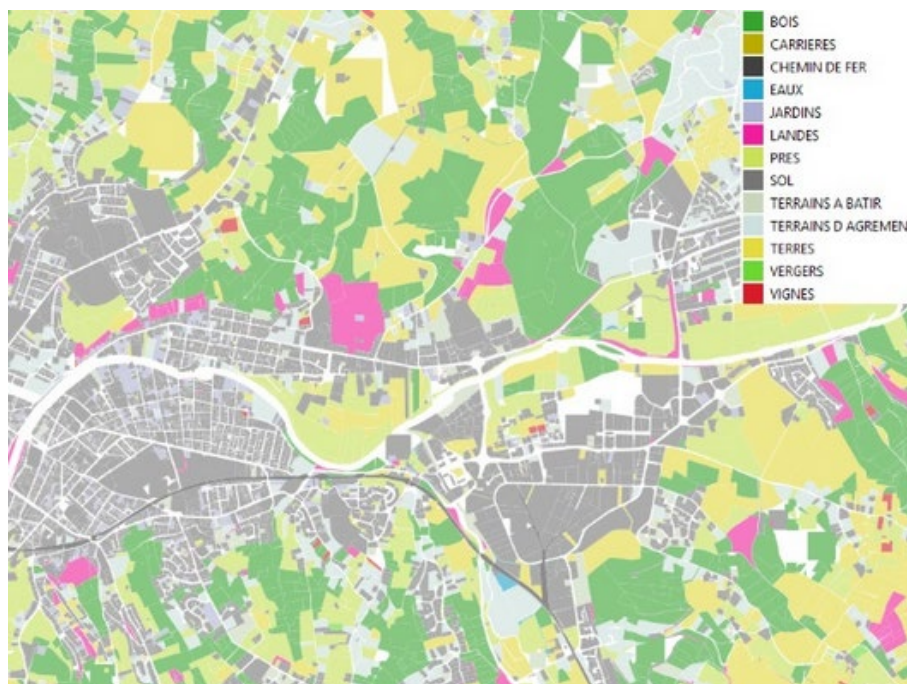 BOIS
CARRIERES
CHEMIN DE FER
EAUX
JARDINS
LANDES
PRES
SOL
TERRAINS A BATIR
TERRAINS D AGREMEN
TERRES
VERGERS
VIGNES